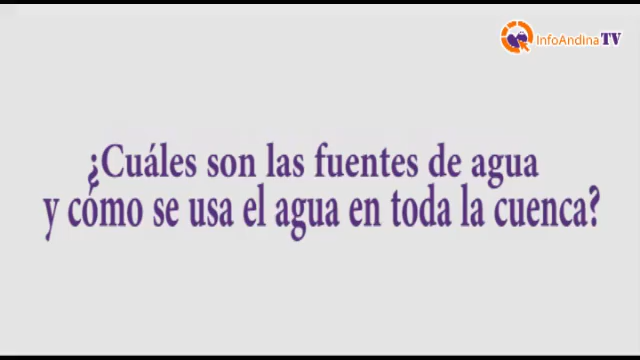 InfoAndina TV
¿Cuáles son las fuentes de agua
y cómo se usa el agua en toda la cuenca?